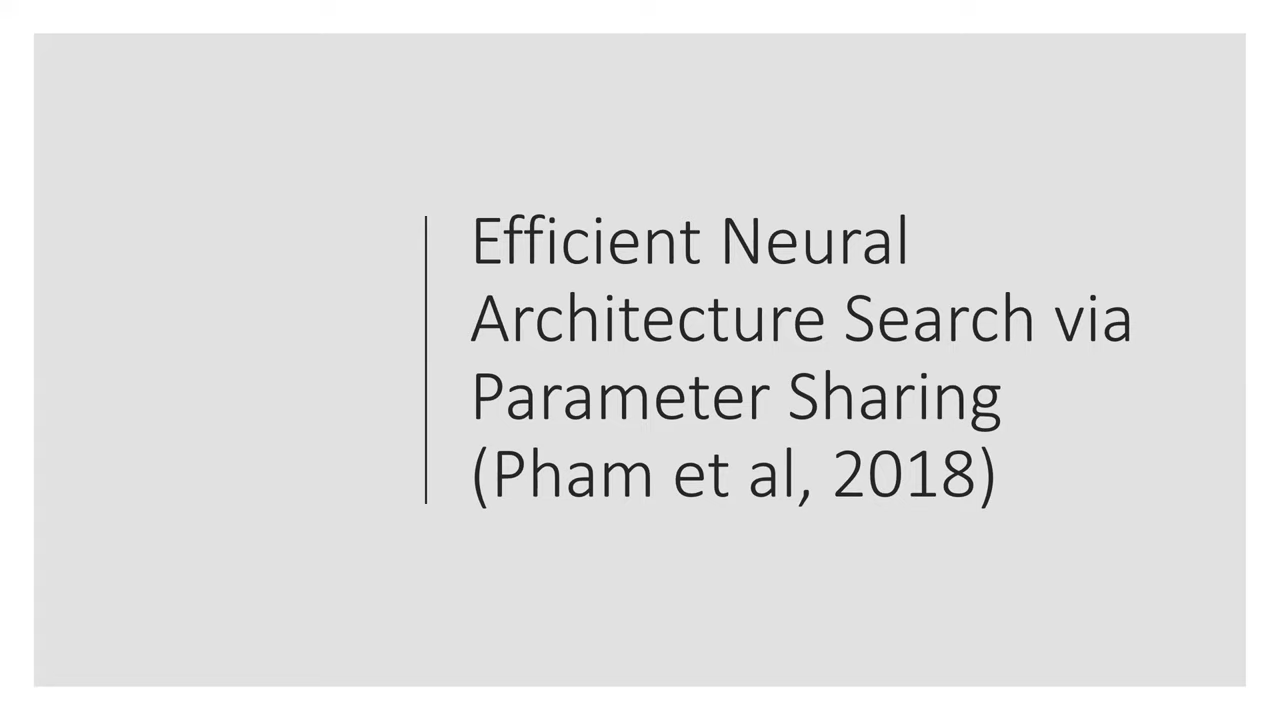 Efficient Neural
Architecture Search via
Parameter Sharing
(Pham et al, 2018)